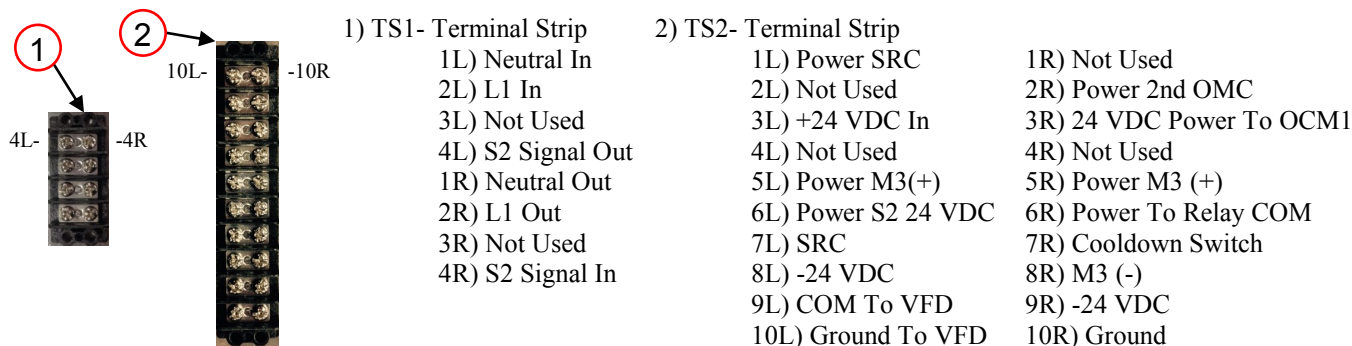 1
2
4L-
-4R
10L-
-10R
1) TS1- Terminal Strip
1L) Neutral In
2L) L1 In
3L) Not Used
4L) S2 Signal Out
1R) Neutral Out
2R) L1 Out
3R) Not Used
4R) S2 Signal In
2) TS2- Terminal Strip
1L) Power SRC
2L) Not Used
3L) +24 VDC In
4L) Not Used
5L) Power M3(+)
6L) Power S2 24 VDC
7L) SRC
8L) -24 VDC
9L) COM To VFD
10L) Ground To VFD
1R) Not Used
2R) Power 2nd OMC
3R) 24 VDC Power To OCM1
4R) Not Used
5R) Power M3 (+)
6R) Power To Relay COM
7R) Cooldown Switch
8R) M3 (-)
9R) -24 VDC
10R) Ground